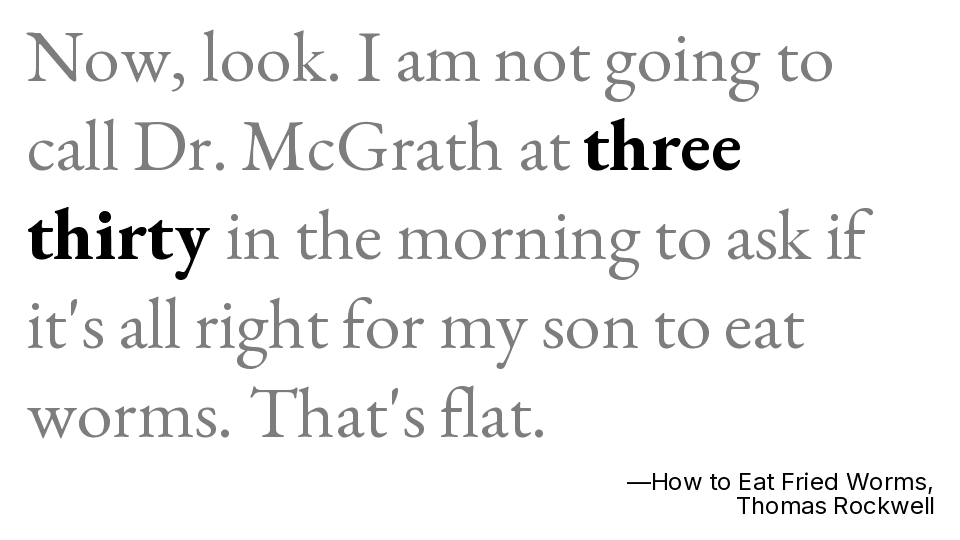 Now, look. I am not going to
call Dr. McGrath at three
thirty in the morning to ask if
it's all right for my son to eat
worms. That's flat.
—How to Eat Fried Worms,
Thomas Rockwell